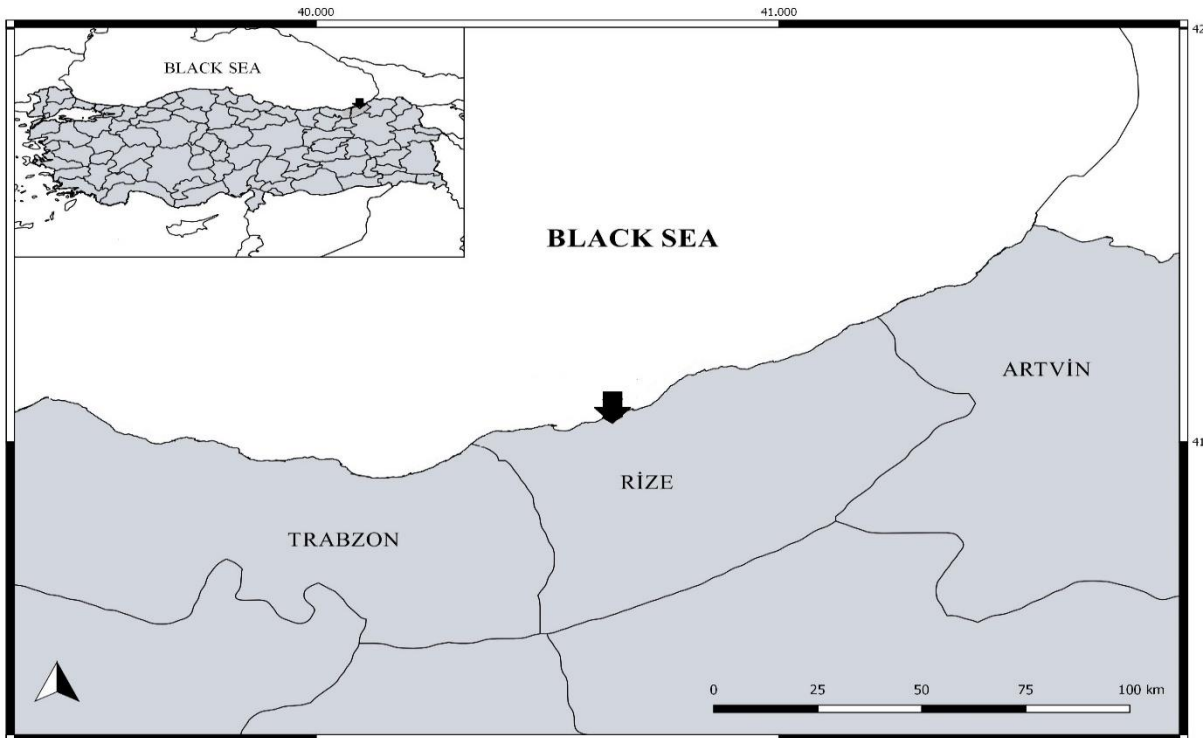 40.000
41.000
42
BLACK SEA
BLACK SEA
ARTVİN
41
RİZE
TRABZON
0 25 50 75 100 km